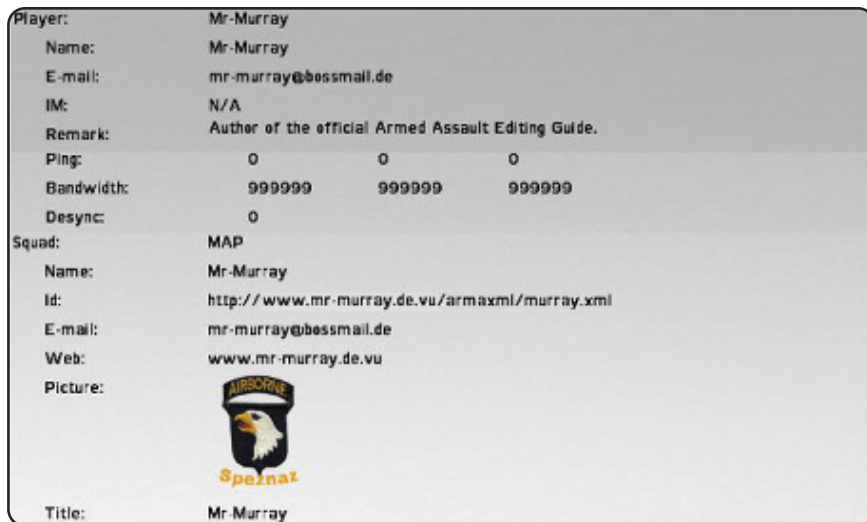 Player: Mr-Murray
Name: Mr-Murray
E-mail: mr-murray@bossmail.de
IM: N/A
Remark: Author of the official Armed Assault Editing Guide.
Ping: 0 0 0
Bandwidth: 999999 999999 999999
Desync: 0
Squad: MAP
Name: Mr-Murray
Id: http://www.mr-murray.de.vu/armaxml/murray.xml
E-mail: mr-murray@bossmail.de
Web: www.mr-murray.de.vu
Picture:
AIRBORNE
Speznaz
Title: Mr-Murray